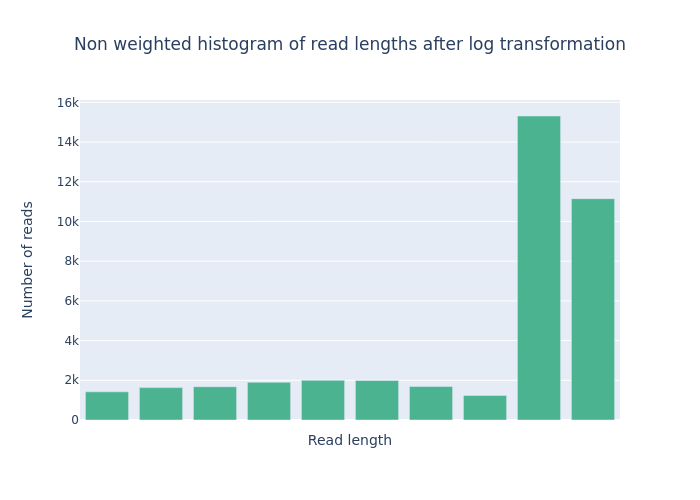 Non weighted histogram of read lengths after log transformation
16k
14k
12k
10k
8k
6k
4k
2k
0
Number of reads
Read length